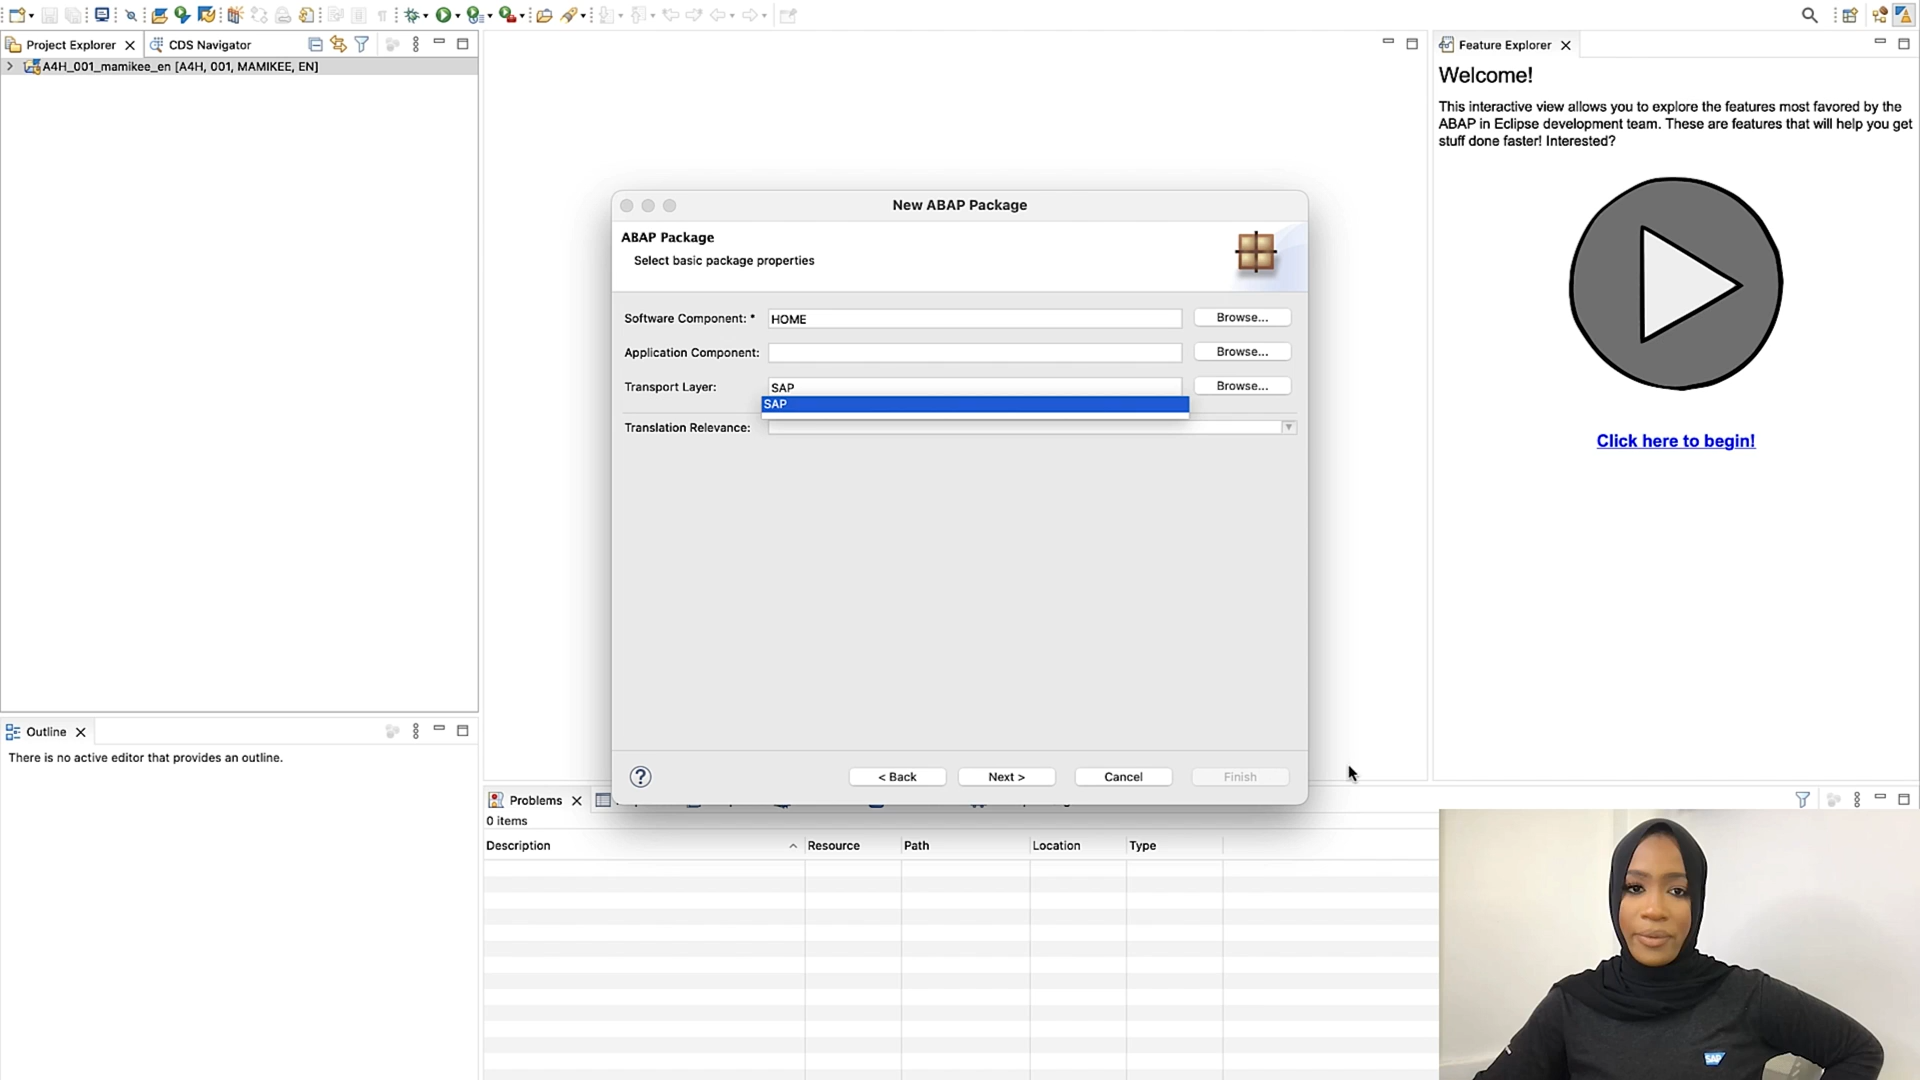 Project Explorer
CDS Navigator
Feature Explorer
A4H_001_mamikee_en [A4H, 001, MAMIKEE, EN]
Welcome!
This interactive view allows you to explore the features most favored by the
ABAP in Eclipse development team. These are features that will help you get
stuff done faster! Interested?
Click here to begin!
New ABAP Package
ABAP Package
Select basic package properties
Software Component: * HOME Browse...
Application Component: Browse...
Transport Layer: SAP Browse...
SAP
Translation Relevance:
? < Back Next > Cancel Finish
Outline
There is no active editor that provides an outline.
Problems
0 items
Description Resource Path Location Type
SAP